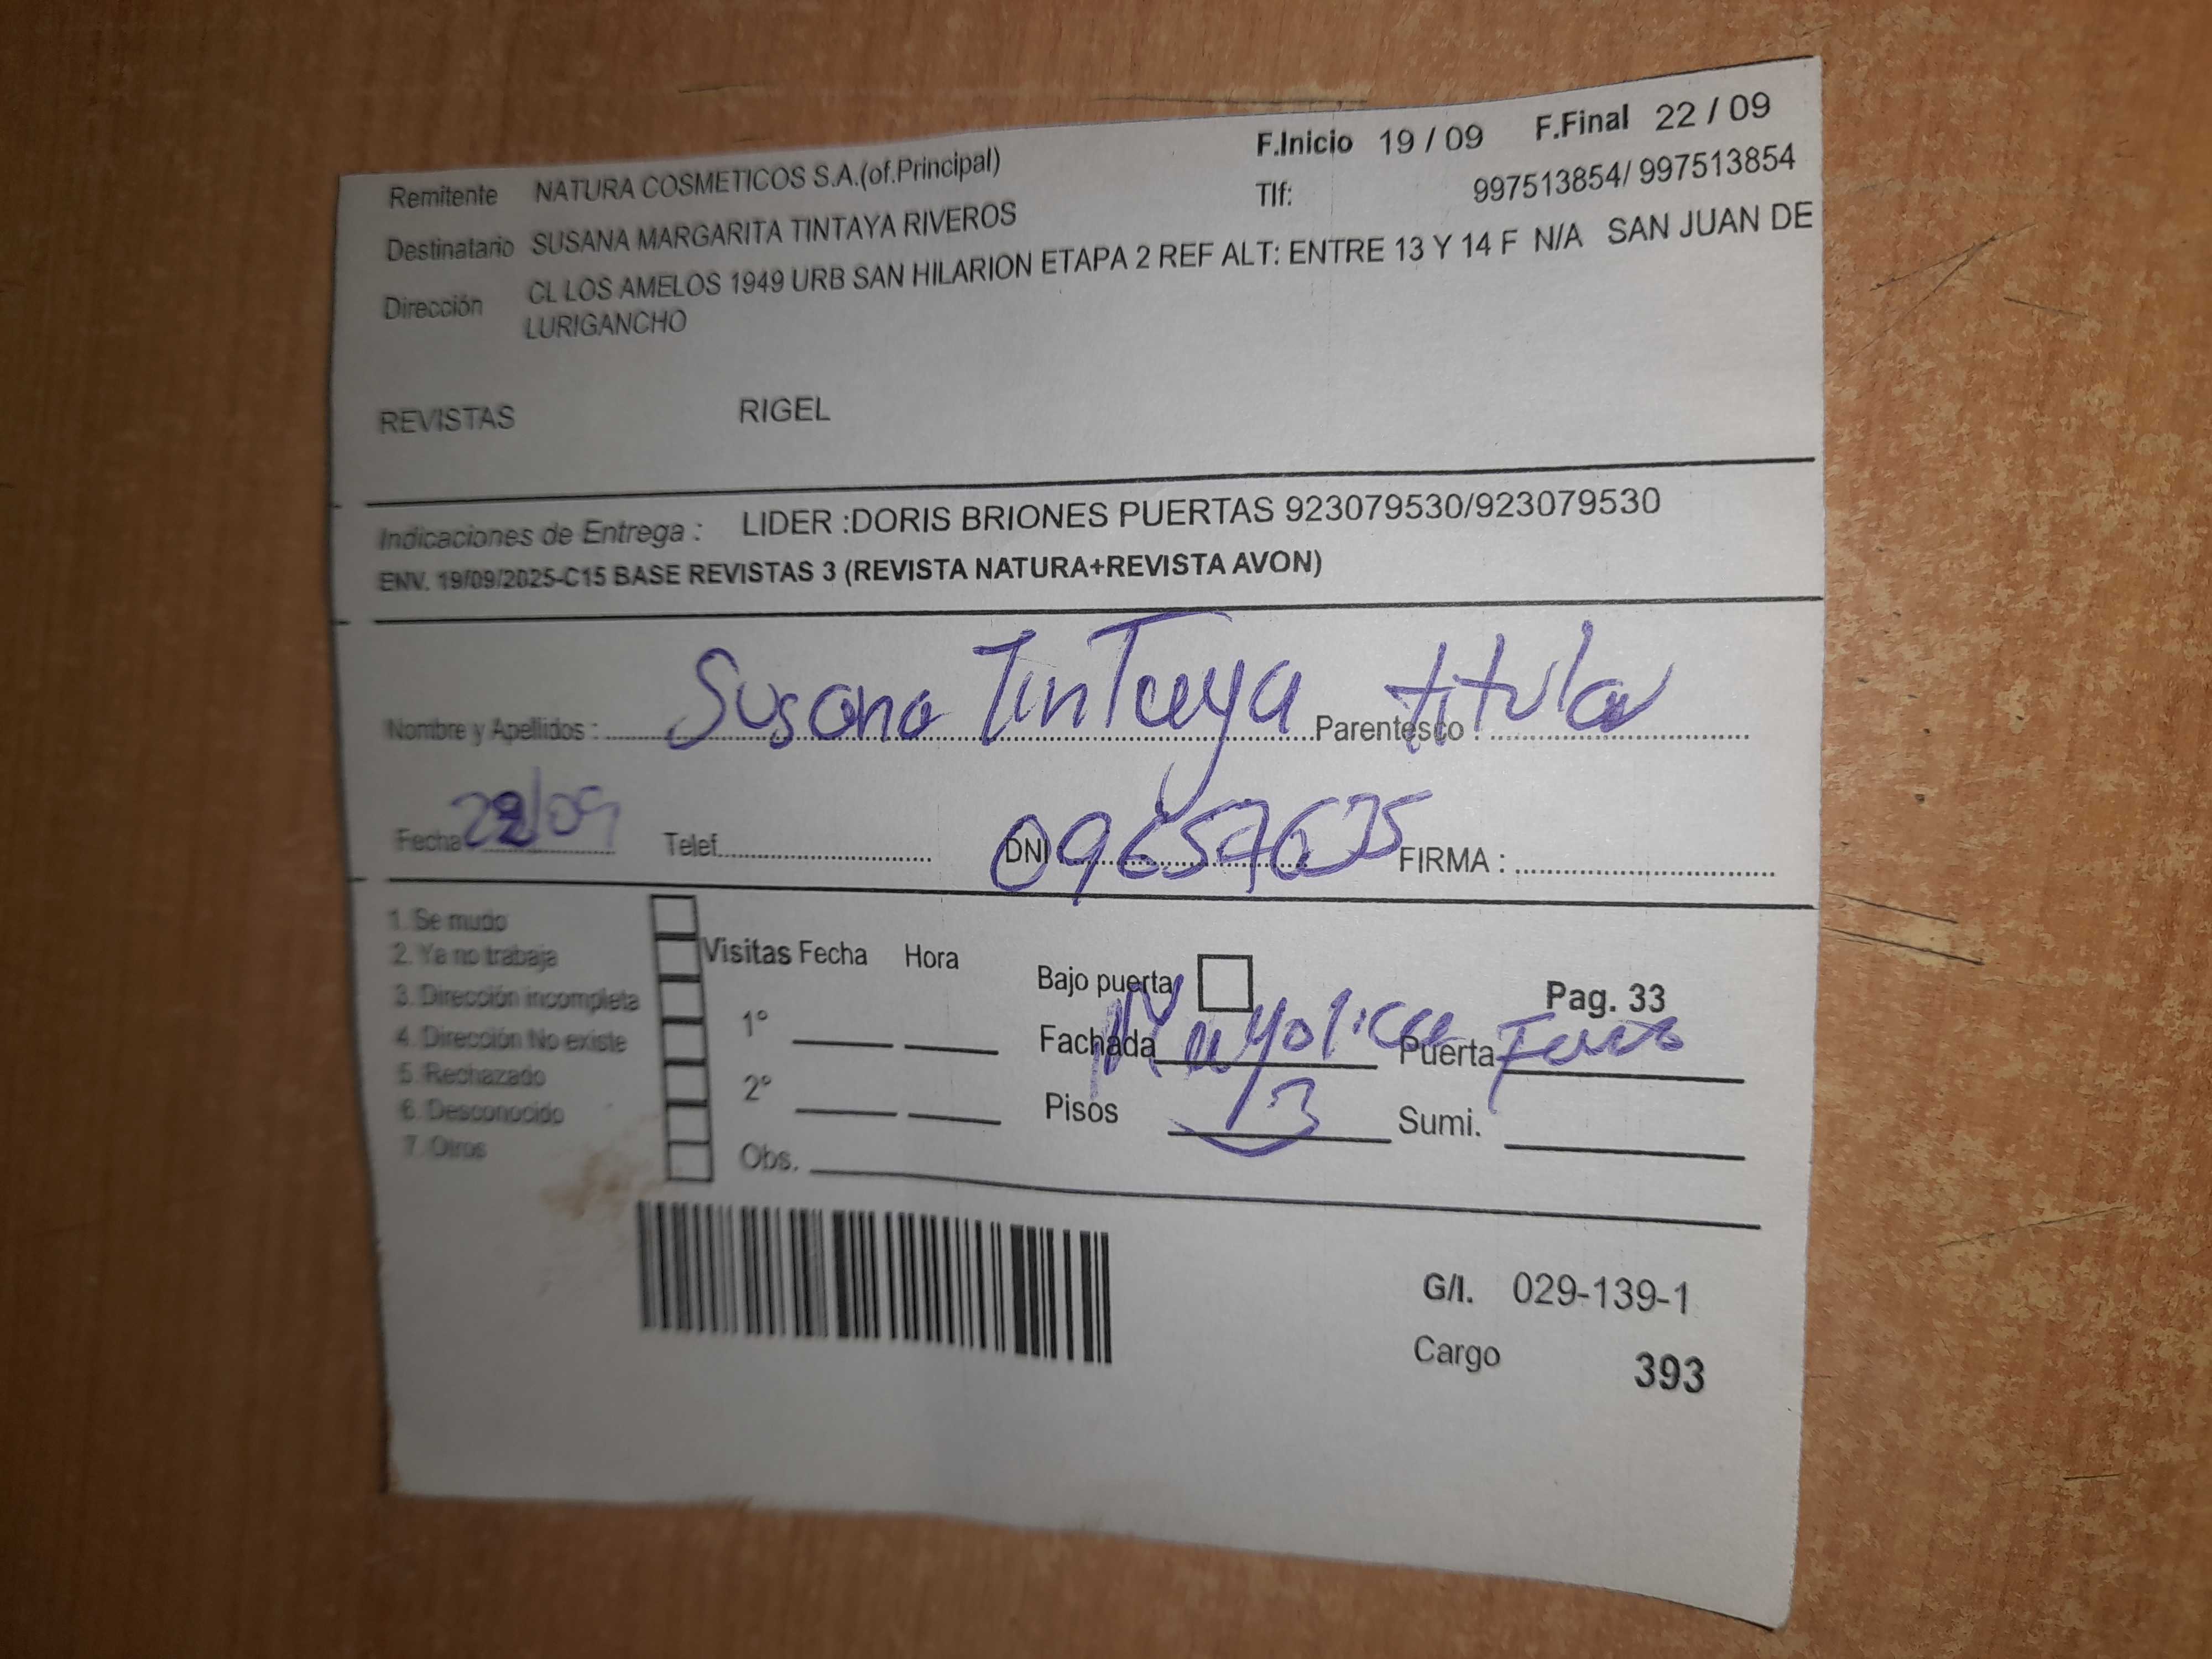 Remitente NATURA COSMETICOS S.A.(of.Principal) F.Inicio 19 / 09 F.Final 22 / 09
Tlf: 997513854/ 997513854
Destinatario SUSANA MARGARITA TINTAYA RIVEROS
Dirección CL LOS AMELOS 1949 URB SAN HILARION ETAPA 2 REF ALT: ENTRE 13 Y 14 F N/A SAN JUAN DE
LURIGANCHO
REVISTAS RIGEL
Indicaciones de Entrega : LIDER :DORIS BRIONES PUERTAS 923079530/923079530
ENV. 19/09/2025-C15 BASE REVISTAS 3 (REVISTA NATURA+REVISTA AVON)
Nombre y Apellidos : Susana Tintaya Parentesco : titular
Fecha 22/09 Telef. DNI 09657635 FIRMA :
1. Se mudo
2. Ya no trabaja Visitas Fecha Hora Bajo puerta
3. Dirección incompleta 1° Pag. 33
4. Dirección No existe Fachada Mayolica Puerta
5. Rechazado 2°
6. Desconocido Pisos 3 Sumi.
7. Otros Obs.
G/I. 029-139-1
Cargo 393